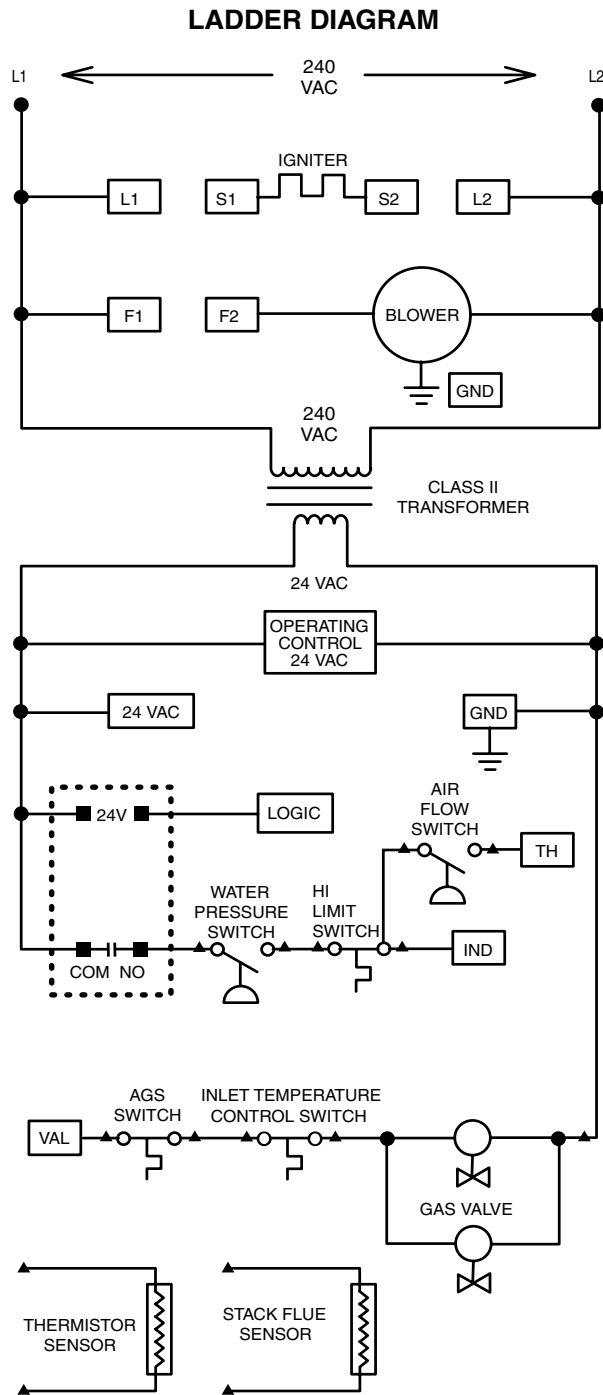 LADDER DIAGRAM
L1
240
VAC
L2
IGNITER
L1
S1
S2
L2
F1
F2
BLOWER
GND
240
VAC
CLASS II
TRANSFORMER
24 VAC
OPERATING
CONTROL
24 VAC
24 VAC
GND
AIR
FLOW
SWITCH
24V
LOGIC
TH
WATER
PRESSURE
SWITCH
HI
LIMIT
SWITCH
COM NO
IND
AGS
SWITCH
INLET TEMPERATURE
CONTROL SWITCH
VAL
GAS VALVE
THERMISTOR
SENSOR
STACK FLUE
SENSOR